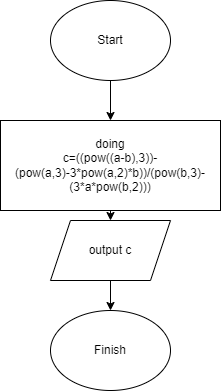 Start
doing
c=((pow((a-b),3))-
(pow(a,3)-3*pow(a,2)*b))/(pow(b,3)-
(3*a*pow(b,2)))
output c
Finish